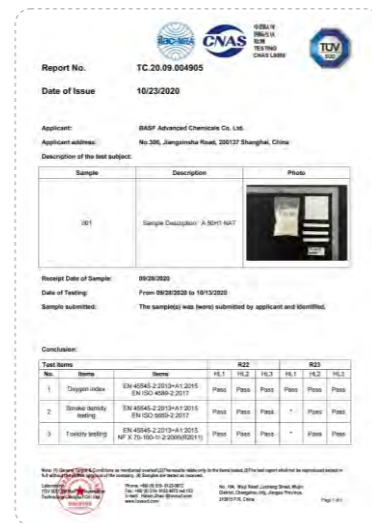 CNAS
TESTING
TÜV
Report No. TC.20.09.004905
Date of Issue 10/23/2020
Applicant: BASF Advanced Chemicals Co. Ltd.
Applicant address: No.300, Jiangxinsha Road, 200137 Shanghai, China
Description of the test subject:
Sample Description Photo
001 Sample Description: A 50H1 NAT
Receipt Date of Sample: 09/28/2020
Date of Testing: From 09/28/2020 to 10/13/2020
Sample submitted: The sample(s) was (were) submitted by applicant and identified.
Conclusion:
Test items R22 R23
No. Items Items HL1 HL2 HL3 HL1 HL2 HL3
1 Oxygen index EN 45545-2:2013+A1:2015
EN ISO 4589-2:2017 Pass Pass Pass Pass Pass Pass
2 Smoke density testing EN 45545-2:2013+A1:2015
EN ISO 5659-2:2017 Pass Pass Pass * Pass Pass
3 Toxicity testing EN 45545-2:2013+A1:2015
NF X 70-100-1/-2:2006(R2011) Pass Pass Pass * Pass Pass